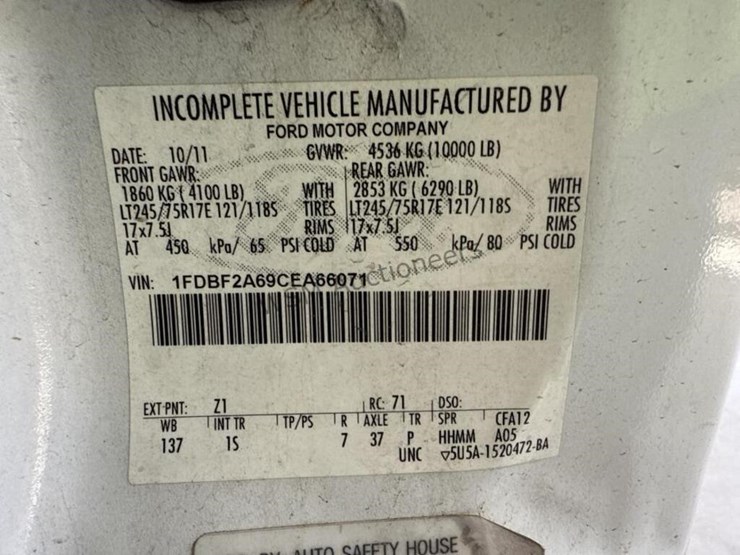 INCOMPLETE VEHICLE MANUFACTURED BY
FORD MOTOR COMPANY
DATE: 10/11 GVWR: 4536 KG (10000 LB)
FRONT GAWR: REAR GAWR:
1860 KG ( 4100 LB) WITH 2853 KG ( 6290 LB) WITH
LT245/75R17E 121/118S TIRES LT245/75R17E 121/118S TIRES
17x7.5J RIMS 17x7.5J RIMS
AT 450 kPa/ 65 PSI COLD AT 550 kPa/ 80 PSI COLD
VIN: 1FDBF2A69CEA66071
Auctioneers
EXT PNT: Z1 RC: 71 DSO:
WB INT TR TP/PS R AXLE TR SPR CFA12
137 1S 7 37 P HHMM A05
UNC ▽5U5A-1520472-BA
AUTO SAFETY HOUSE